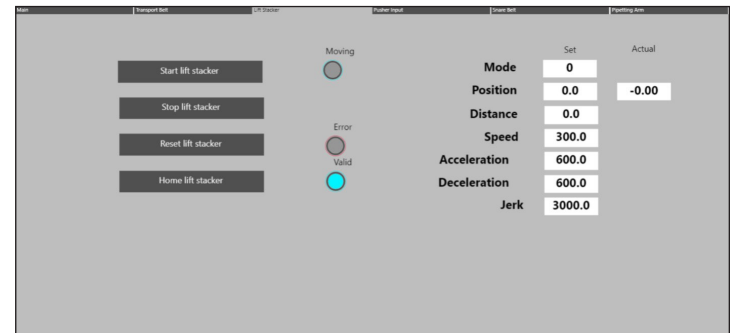 Main Transport Belt Lift Stacker Pusher Input Snare Belt Pipetting Arm
Moving Set Actual
Start lift stacker Mode 0
Position 0.0 -0.00
Stop lift stacker Distance 0.0
Error
Reset lift stacker Speed 300.0
Valid Acceleration 600.0
Home lift stacker Deceleration 600.0
Jerk 3000.0